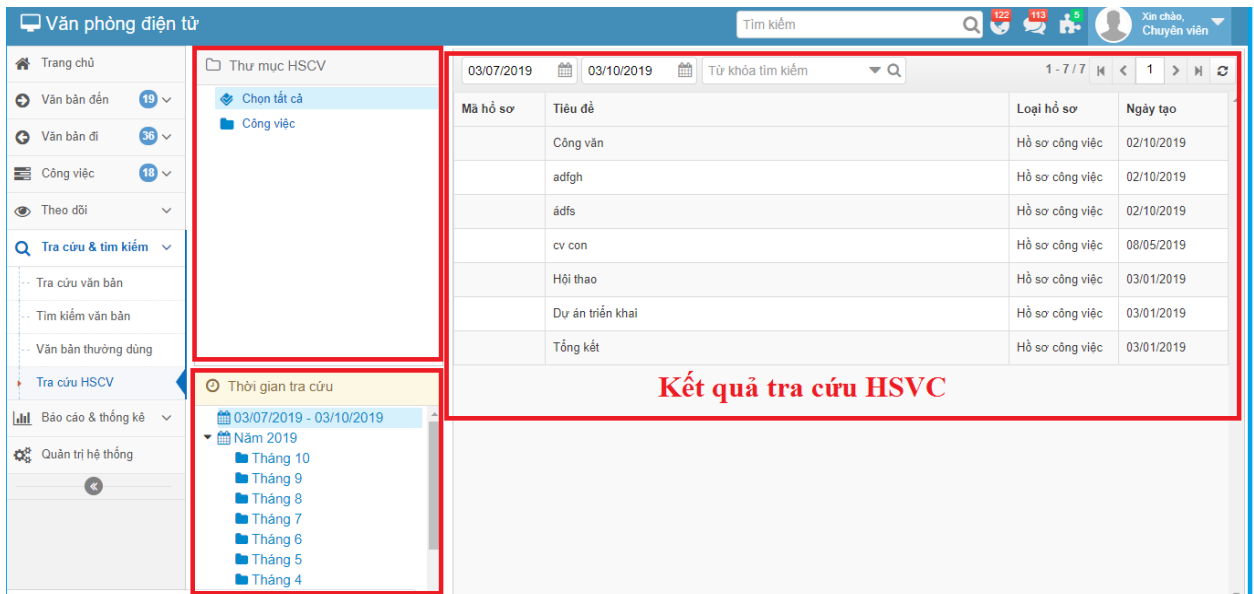 Văn phòng điện tử
Tìm kiếm
122
113
5
Xin chào,
Chuyên viên
Trang chủ
Văn bản đến 19
Văn bản đi 36
Công việc 18
Theo dõi
Tra cứu & tìm kiếm
Tra cứu văn bản
Tìm kiếm văn bản
Văn bản thường dùng
Tra cứu HSCV
Báo cáo & thống kê
Quản trị hệ thống
Thư mục HSCV
Chọn tất cả
Công việc
Thời gian tra cứu
03/07/2019 - 03/10/2019
Năm 2019
Tháng 10
Tháng 9
Tháng 8
Tháng 7
Tháng 6
Tháng 5
Tháng 4
03/07/2019 03/10/2019 Từ khóa tìm kiếm 1 - 7 / 7 1
Mã hồ sơ Tiêu đề Loại hồ sơ Ngày tạo
Công văn Hồ sơ công việc 02/10/2019
adfgh Hồ sơ công việc 02/10/2019
ádfs Hồ sơ công việc 02/10/2019
cv con Hồ sơ công việc 08/05/2019
Hội thao Hồ sơ công việc 03/01/2019
Dự án triển khai Hồ sơ công việc 03/01/2019
Tổng kết Hồ sơ công việc 03/01/2019
Kết quả tra cứu HSVC